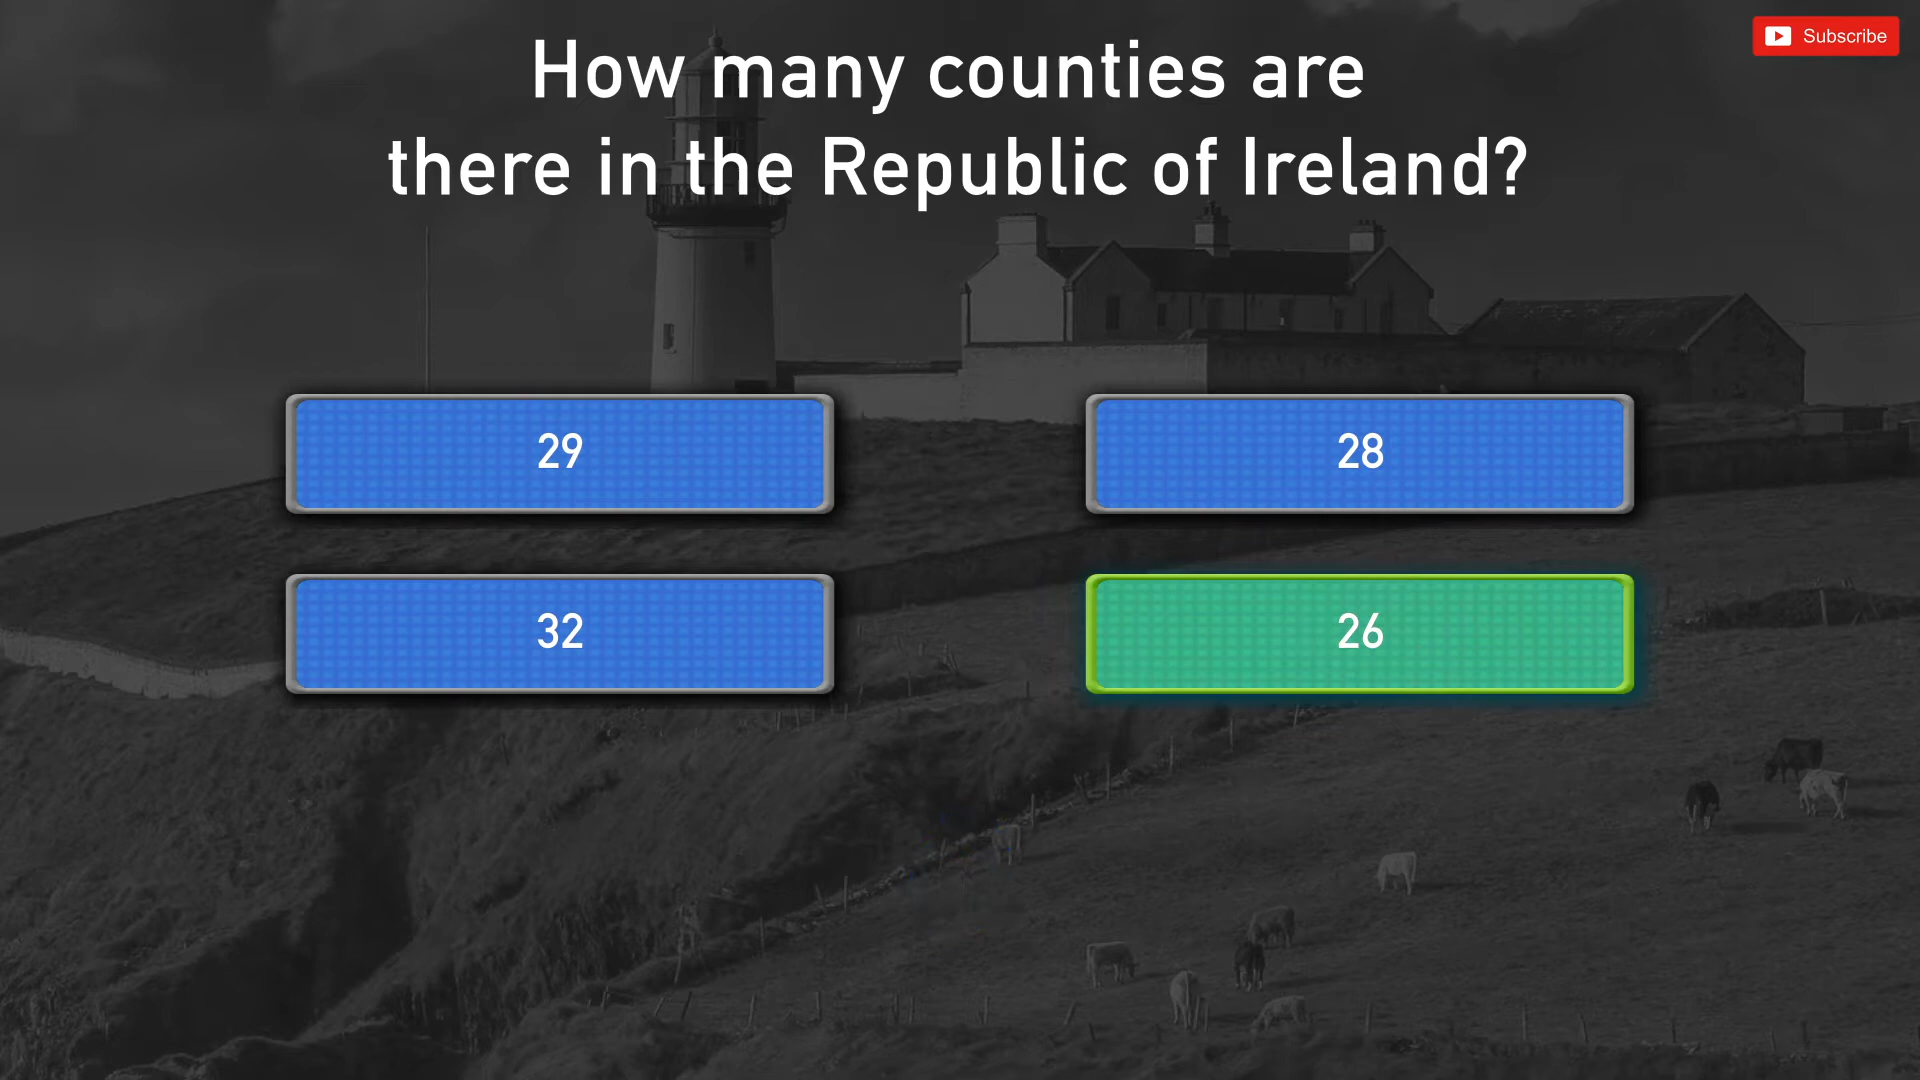 Subscribe
How many counties are
there in the Republic of Ireland?
29
28
32
26